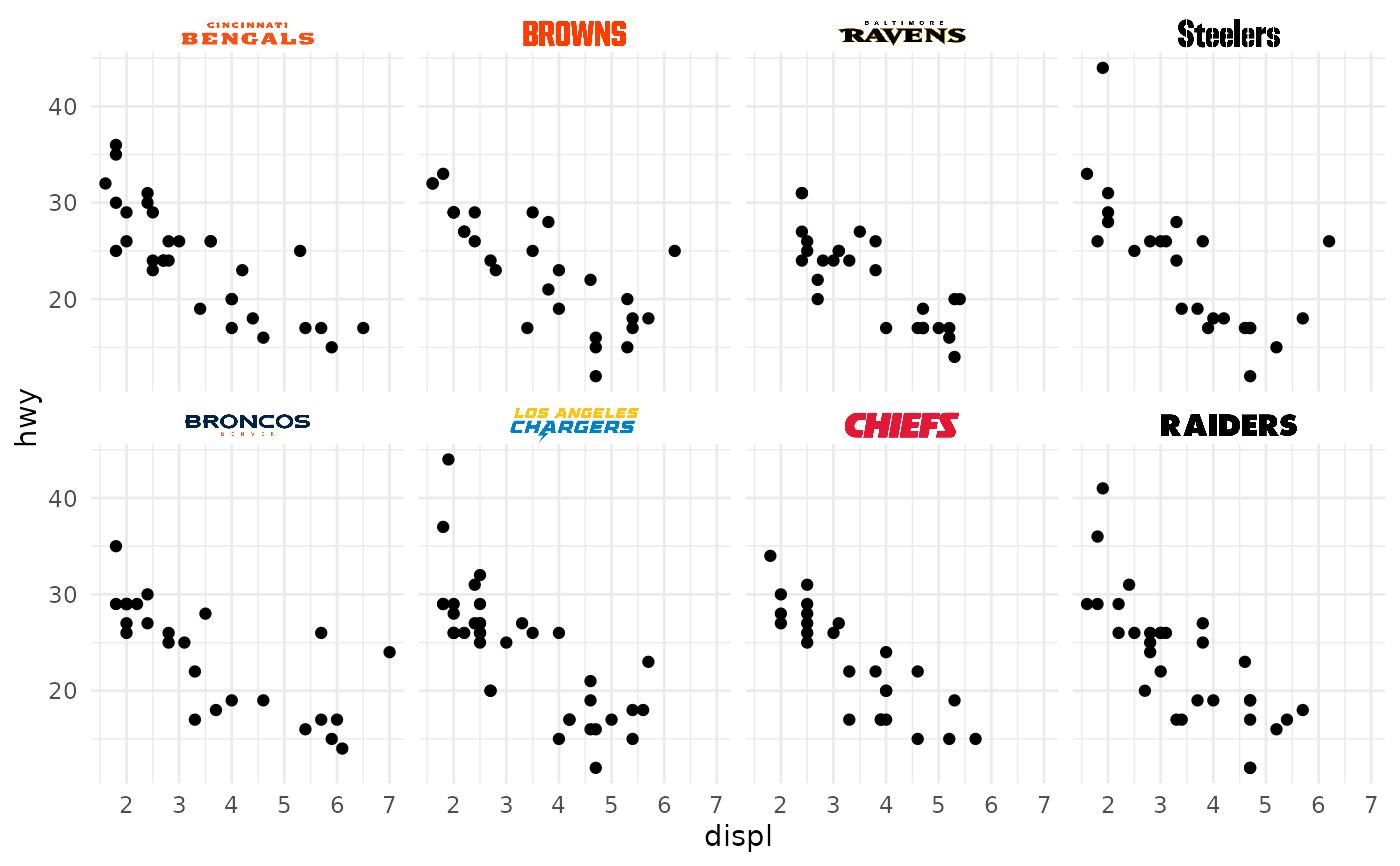 CINCINNATI
BENGALS
BROWNS
BALTIMORE
RAVENS
Steelers
40
30
20
hwy
BRONCOS
DENVER
LOS ANGELES
CHARGERS
CHIEFS
RAIDERS
40
30
20
2 3 4 5 6 7 2 3 4 5 6 7 2 3 4 5 6 7 2 3 4 5 6 7
displ